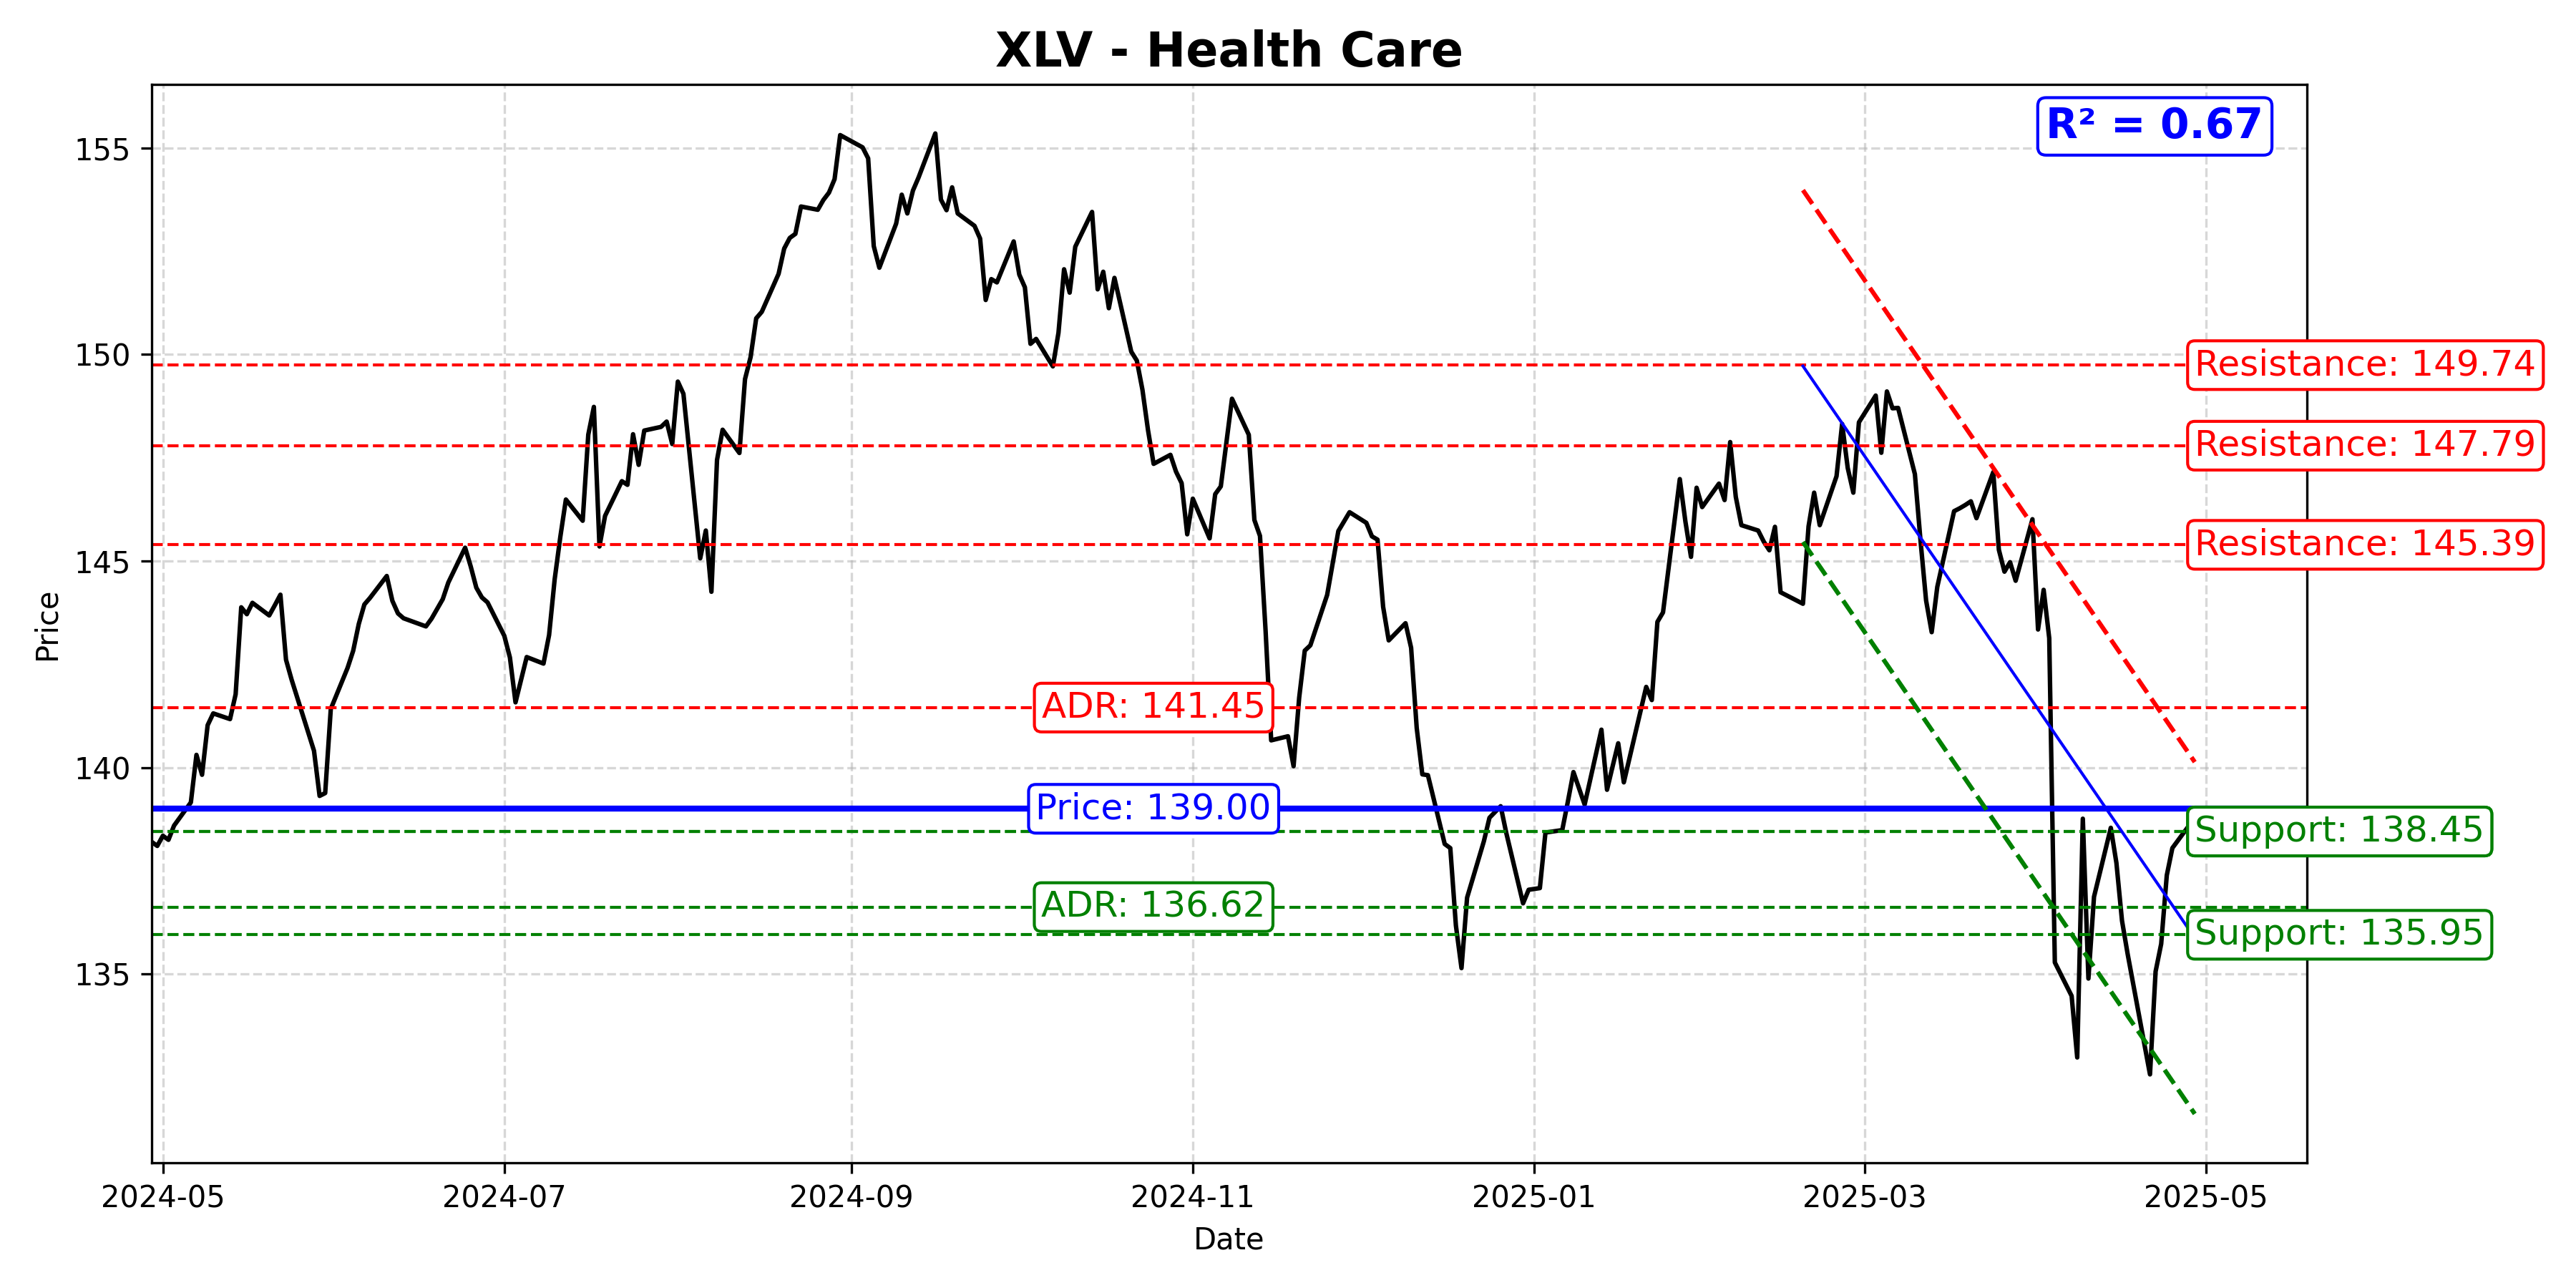 XLV - Health Care
R² = 0.67
155
150
145
140
135
Price
Resistance: 149.74
Resistance: 147.79
Resistance: 145.39
ADR: 141.45
Price: 139.00
Support: 138.45
ADR: 136.62
Support: 135.95
2024-05
2024-07
2024-09
2024-11
2025-01
2025-03
2025-05
Date